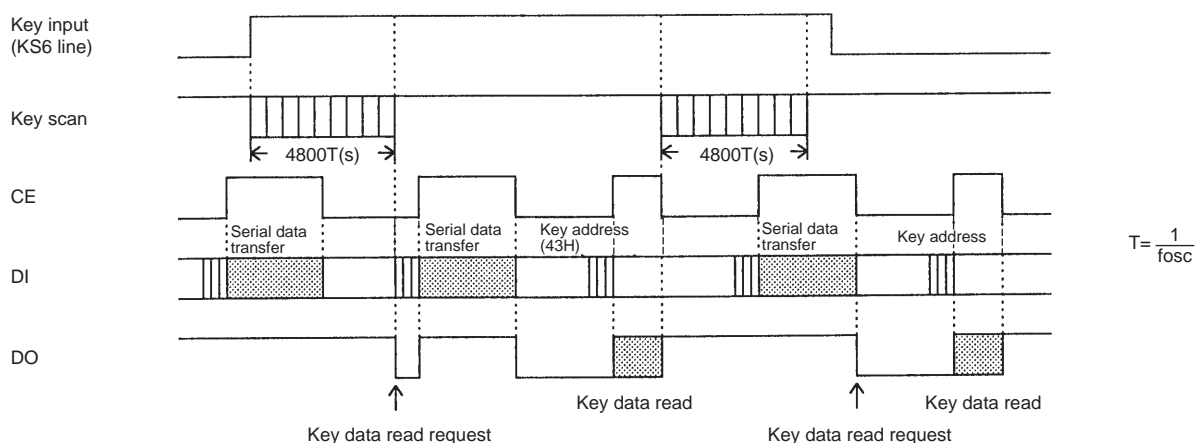 Key input
(KS6 line)
Key scan
4800T(s)
4800T(s)
CE
Serial data
transfer
Serial data
transfer
Key address
(43H)
Serial data
transfer
Key address
T= 1
fosc
DI
DO
Key data read
Key data read
Key data read request
Key data read request